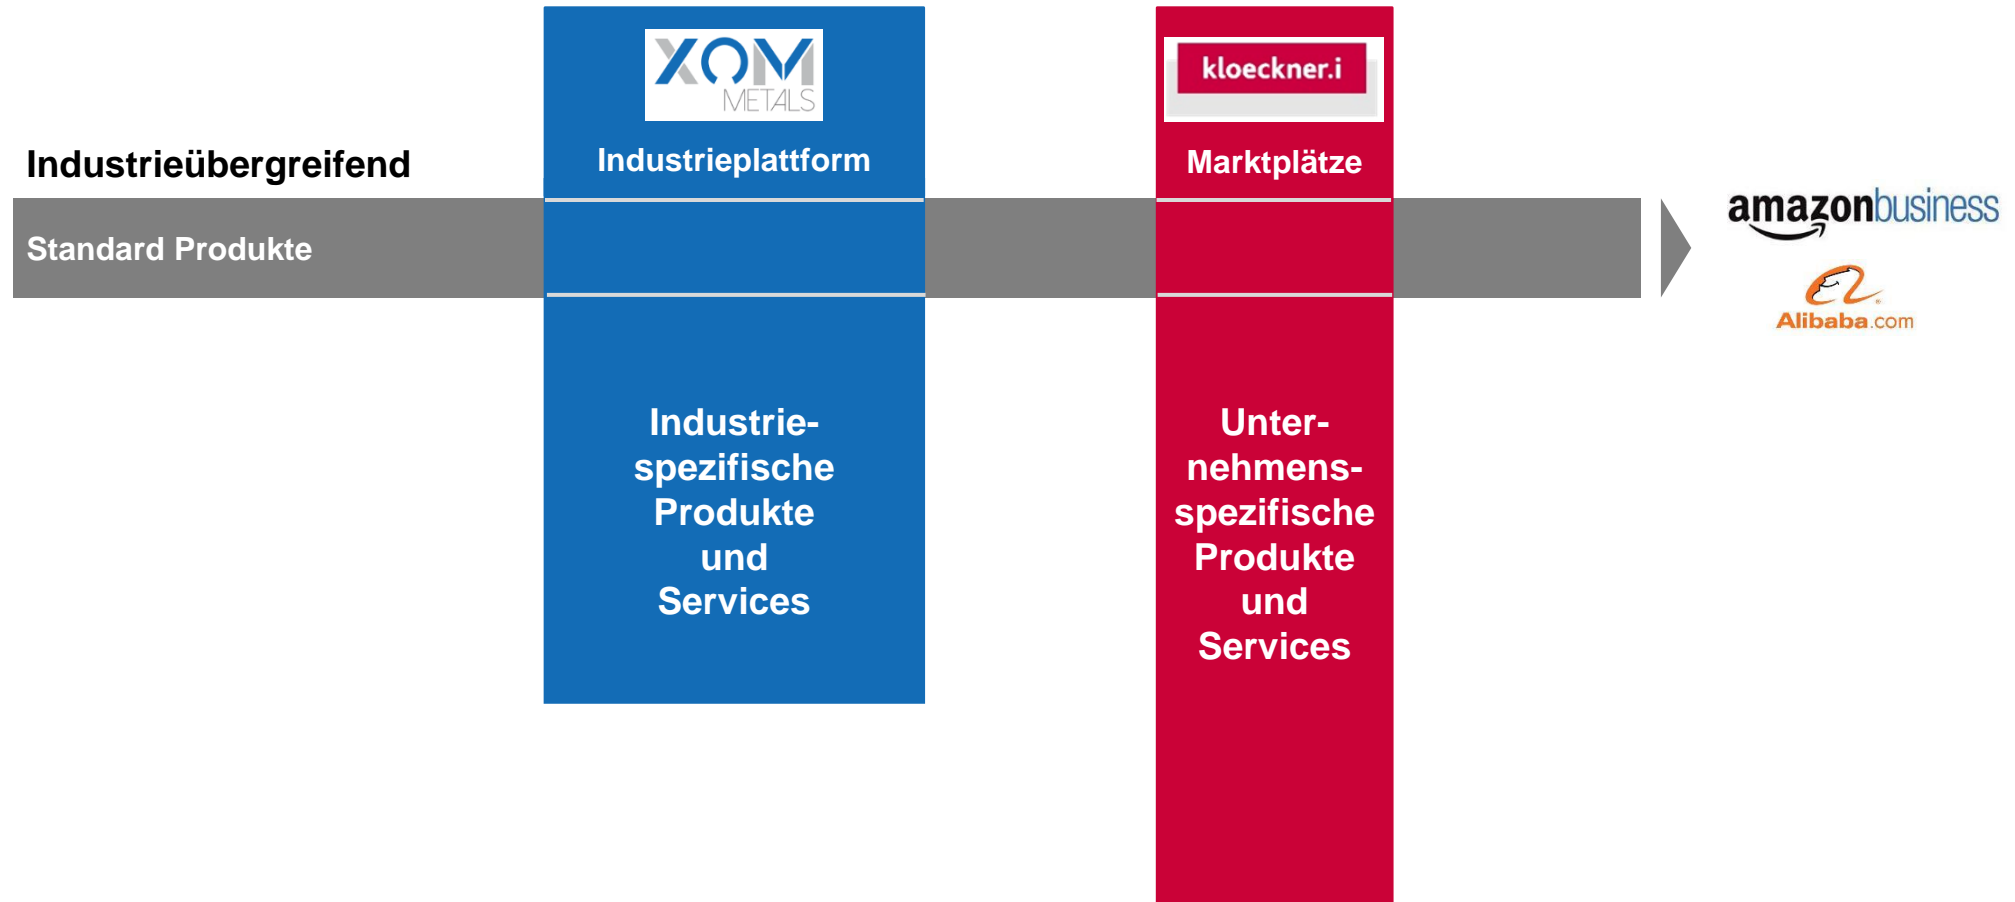 XOM
METALS
kloeckner.i
Industrieübergreifend
Industrieplattform
Marktplätze
Standard Produkte
amazonbusiness
Alibaba.com
Industrie-
spezifische
Produkte
und
Services
Unter-
nehmens-
spezifische
Produkte
und
Services